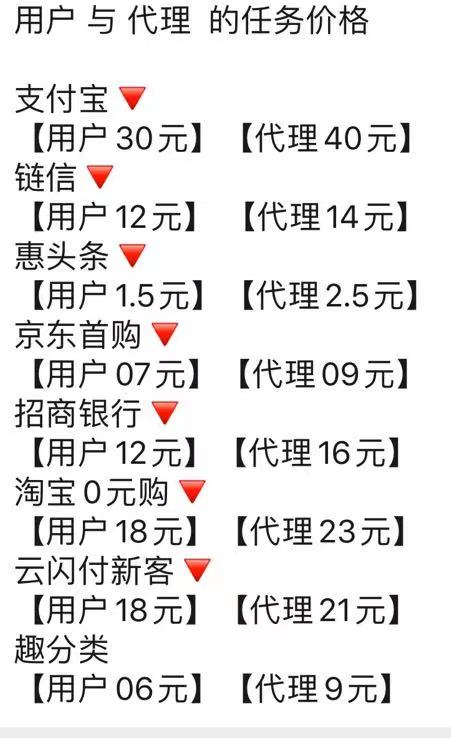 用户 与 代理 的任务价格
支付宝🔻
【用户30元】【代理40元】
链信🔻
【用户12元】 【代理14元】
惠头条🔻
【用户1.5元】【代理2.5元】
京东首购🔻
【用户07元】【代理09元】
招商银行🔻
【用户12元】【代理16元】
淘宝0元购🔻
【用户18元】【代理23元】
云闪付新客🔻
【用户18元】【代理21元】
趣分类
【用户06元】【代理9元】